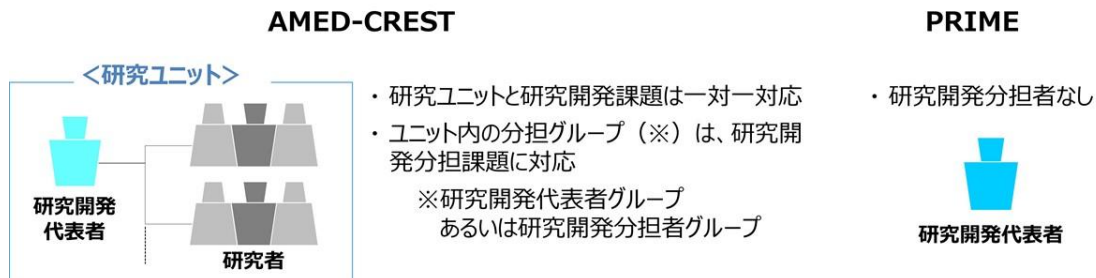 AMED-CREST
<研究ユニット>
研究開発
代表者
研究者
・ 研究ユニットと研究開発課題は一対一対応
・ ユニット内の分担グループ（※）は、研究開
発分担課題に対応
※研究開発代表者グループ
あるいは研究開発分担者グループ
PRIME
・ 研究開発分担者なし
研究開発代表者